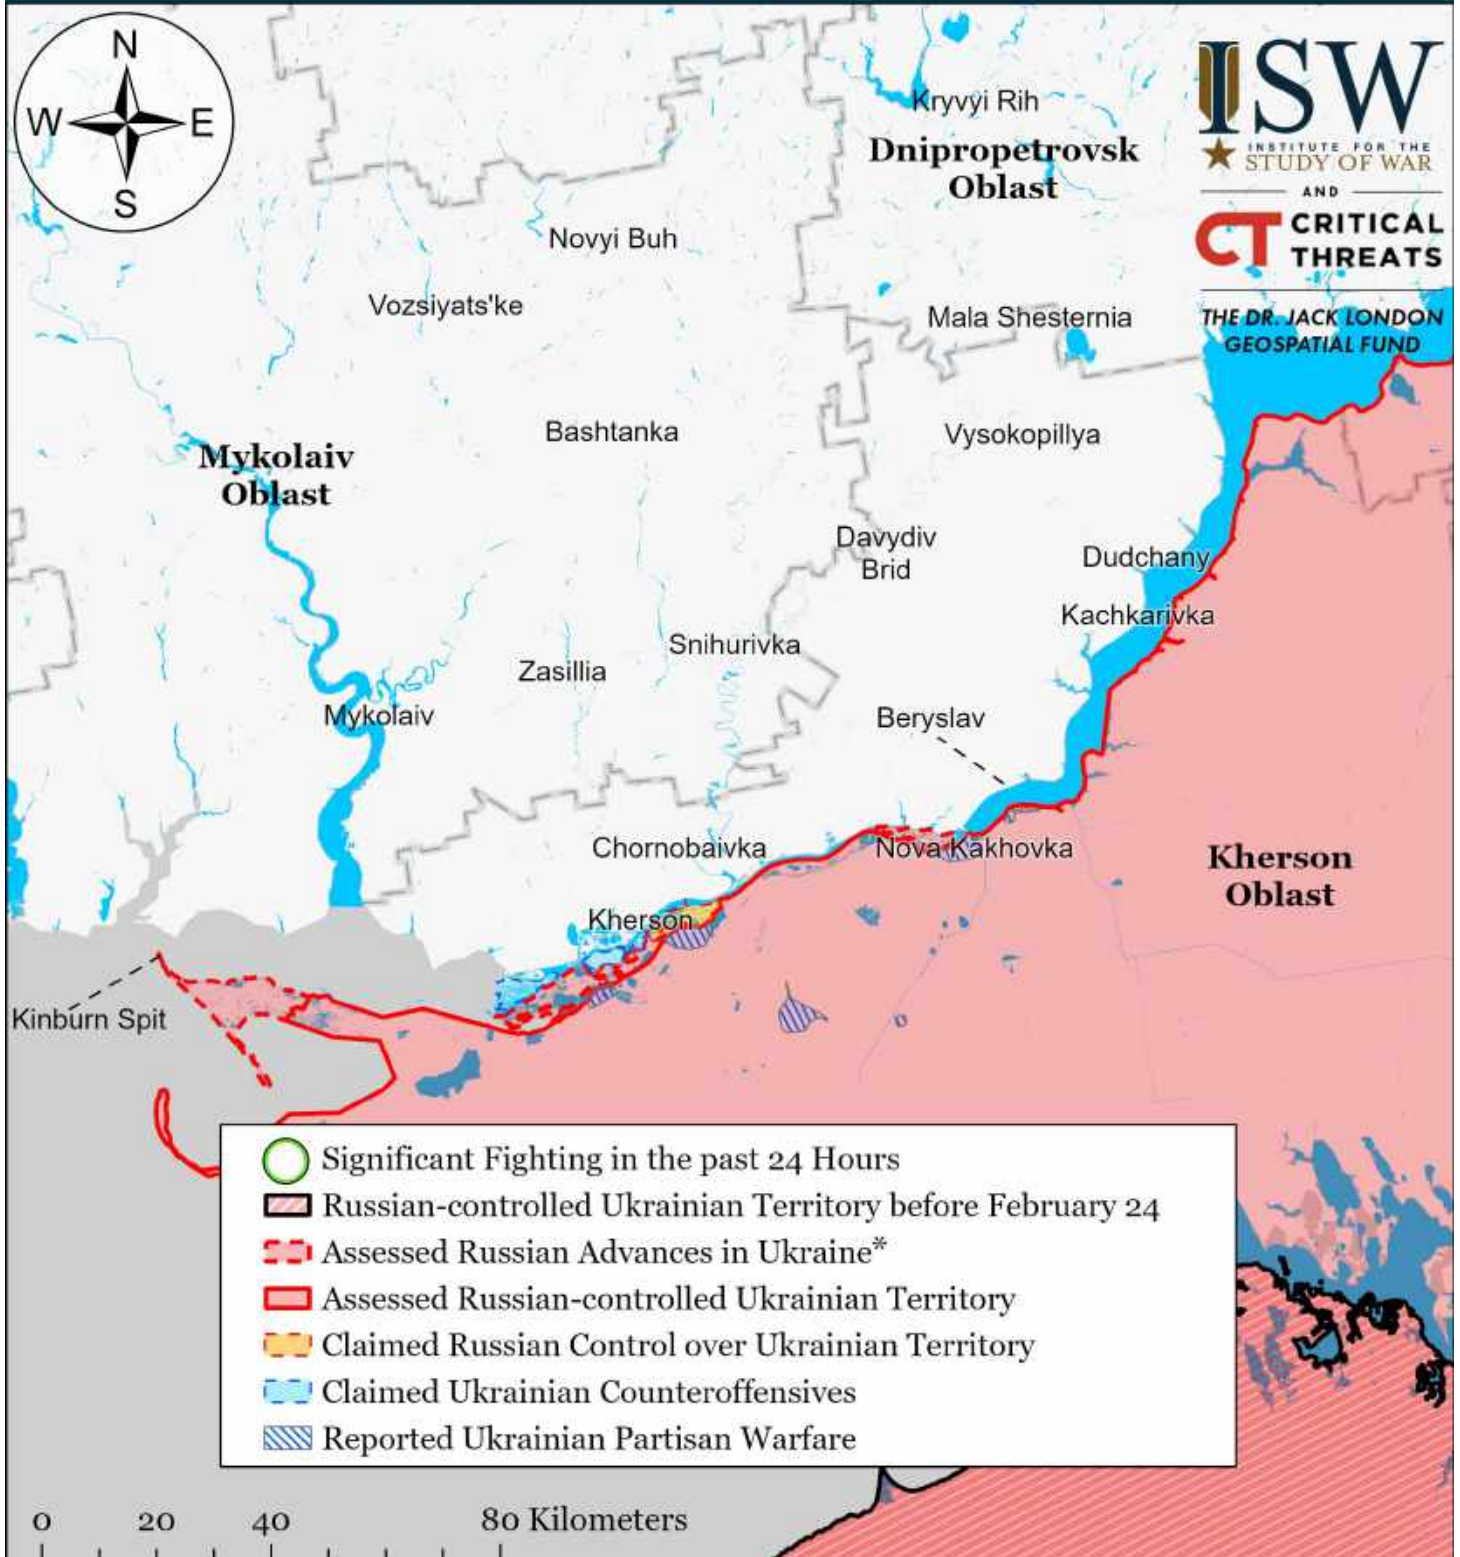 N
W E
S
ISW
INSTITUTE FOR THE
STUDY OF WAR
AND
CT CRITICAL
THREATS
THE DR. JACK LONDON
GEOSPATIAL FUND
Kryvyi Rih
Dnipropetrovsk
Oblast
Novyi Buh
Vozsiyats'ke
Mala Shesternia
Bashtanka
Vysokopillya
Mykolaiv
Oblast
Davydiv
Brid
Dudchany
Kachkarivka
Snihurivka
Zasillia
Mykolaiv
Beryslav
Chornobaivka
Nova Kakhovka
Kherson
Oblast
Kherson
Kinburn Spit
Significant Fighting in the past 24 Hours
Russian-controlled Ukrainian Territory before February 24
Assessed Russian Advances in Ukraine*
Assessed Russian-controlled Ukrainian Territory
Claimed Russian Control over Ukrainian Territory
Claimed Ukrainian Counteroffensives
Reported Ukrainian Partisan Warfare
0 20 40 80 Kilometers